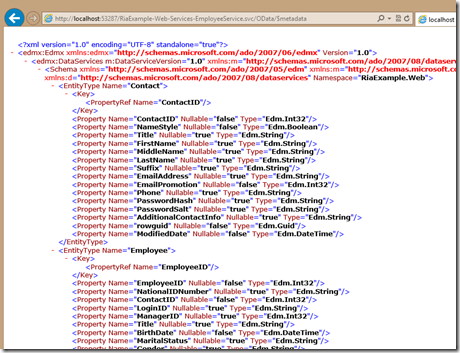 http://localhost:53287/RiaExample-Web-Services-EmployeeService.svc/OData/$metadata
localhost
<?xml version="1.0" encoding="UTF-8" standalone="true"?>
- <edmx:Edmx xmlns:edmx="http://schemas.microsoft.com/ado/2007/06/edmx" Version="1.0">
- <edmx:DataServices m:DataServiceVersion="1.0" xmlns:m="http://schemas.microsoft.com/ado/2007/08/dataservices
- <Schema xmlns="http://schemas.microsoft.com/ado/2007/05/edm" xmlns:m="http://schemas.microsoft.com/ado/2007/08
xmlns:d="http://schemas.microsoft.com/ado/2007/08/dataservices" Namespace="RiaExample.Web">
- <EntityType Name="Contact">
- <Key>
<PropertyRef Name="ContactID"/>
</Key>
<Property Name="ContactID" Nullable="false" Type="Edm.Int32"/>
<Property Name="NameStyle" Nullable="false" Type="Edm.Boolean"/>
<Property Name="Title" Nullable="true" Type="Edm.String"/>
<Property Name="FirstName" Nullable="true" Type="Edm.String"/>
<Property Name="MiddleName" Nullable="true" Type="Edm.String"/>
<Property Name="LastName" Nullable="true" Type="Edm.String"/>
<Property Name="Suffix" Nullable="true" Type="Edm.String"/>
<Property Name="EmailAddress" Nullable="true" Type="Edm.String"/>
<Property Name="EmailPromotion" Nullable="false" Type="Edm.Int32"/>
<Property Name="Phone" Nullable="true" Type="Edm.String"/>
<Property Name="PasswordHash" Nullable="true" Type="Edm.String"/>
<Property Name="PasswordSalt" Nullable="true" Type="Edm.String"/>
<Property Name="AdditionalContactInfo" Nullable="true" Type="Edm.String"/>
<Property Name="rowguid" Nullable="false" Type="Edm.Guid"/>
<Property Name="ModifiedDate" Nullable="false" Type="Edm.DateTime"/>
</EntityType>
- <EntityType Name="Employee">
- <Key>
<PropertyRef Name="EmployeeID"/>
</Key>
<Property Name="EmployeeID" Nullable="false" Type="Edm.Int32"/>
<Property Name="NationalIDNumber" Nullable="true" Type="Edm.String"/>
<Property Name="ContactID" Nullable="false" Type="Edm.Int32"/>
<Property Name="LoginID" Nullable="true" Type="Edm.String"/>
<Property Name="ManagerID" Nullable="true" Type="Edm.Int32"/>
<Property Name="Title" Nullable="true" Type="Edm.String"/>
<Property Name="BirthDate" Nullable="false" Type="Edm.DateTime"/>
<Property Name="MaritalStatus" Nullable="true" Type="Edm.String"/>
<Property Name="Gender" Nullable="true" Type="Edm.String"/>